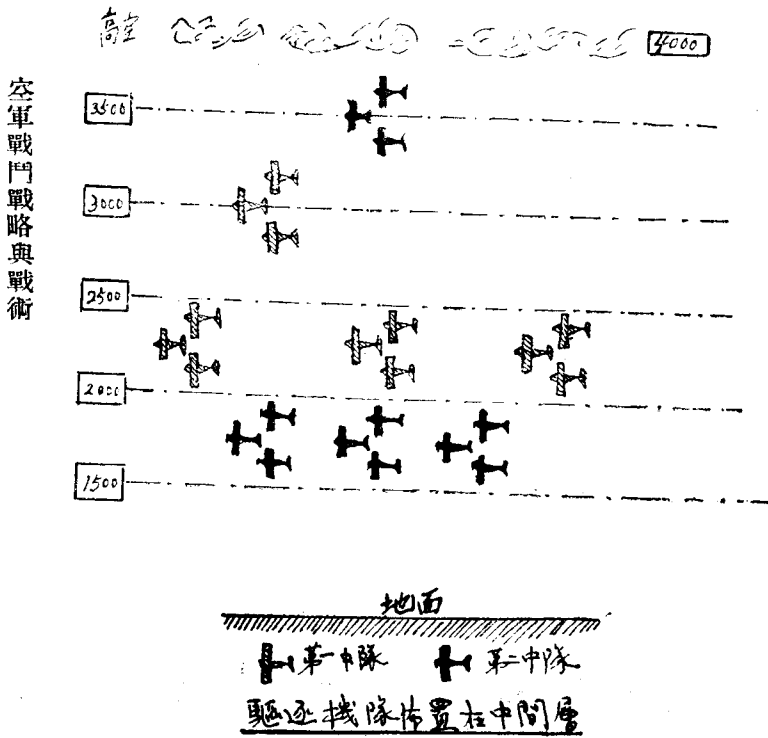 高空
4000
空軍戰鬥戰略與戰術
3500
3000
2500
2000
1500
地面
第一中隊
第二中隊
驅逐機隊佈置在中間層